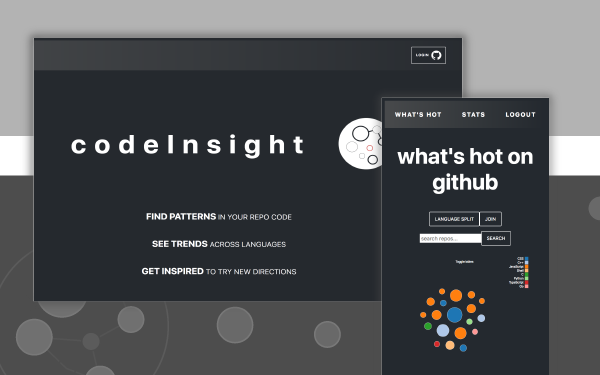 LOGIN
codeInsight
FIND PATTERNS IN YOUR REPO CODE
SEE TRENDS ACROSS LANGUAGES
GET INSPIRED TO TRY NEW DIRECTIONS
WHAT'S HOT STATS LOGOUT
what's hot on
github
LANGUAGE SPLIT JOIN
search repos... SEARCH
Toggle labels
CSS
C++
JavaScript
Shell
C
Python
TypeScript
Go